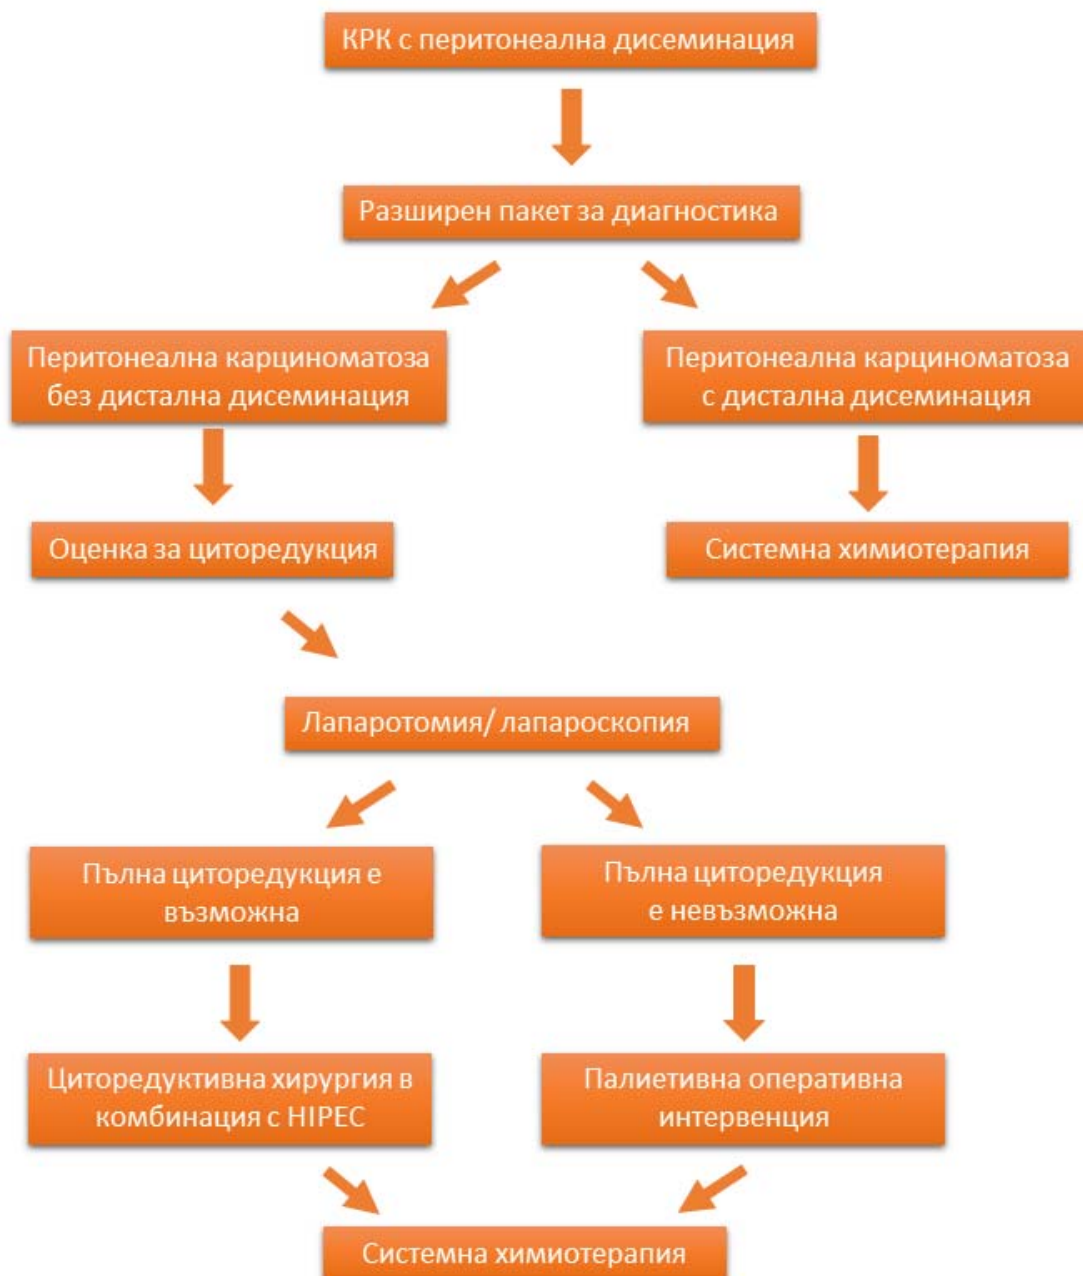 КРК с перитонеална дисеминация
Разширен пакет за диагностика
Перитонеална карциноматоза
без дистална дисеминация
Перитонеална карциноматоза
с дистална дисеминация
Оценка за циторедукция
Системна химиотерапия
Лапаротомия/ лапароскопия
Пълна циторедукция е
възможна
Пълна циторедукция
е невъзможна
Циторедуктивна хирургия в
комбинация с HIPEC
Палиетивна оперативна
интервенция
Системна химиотерапия